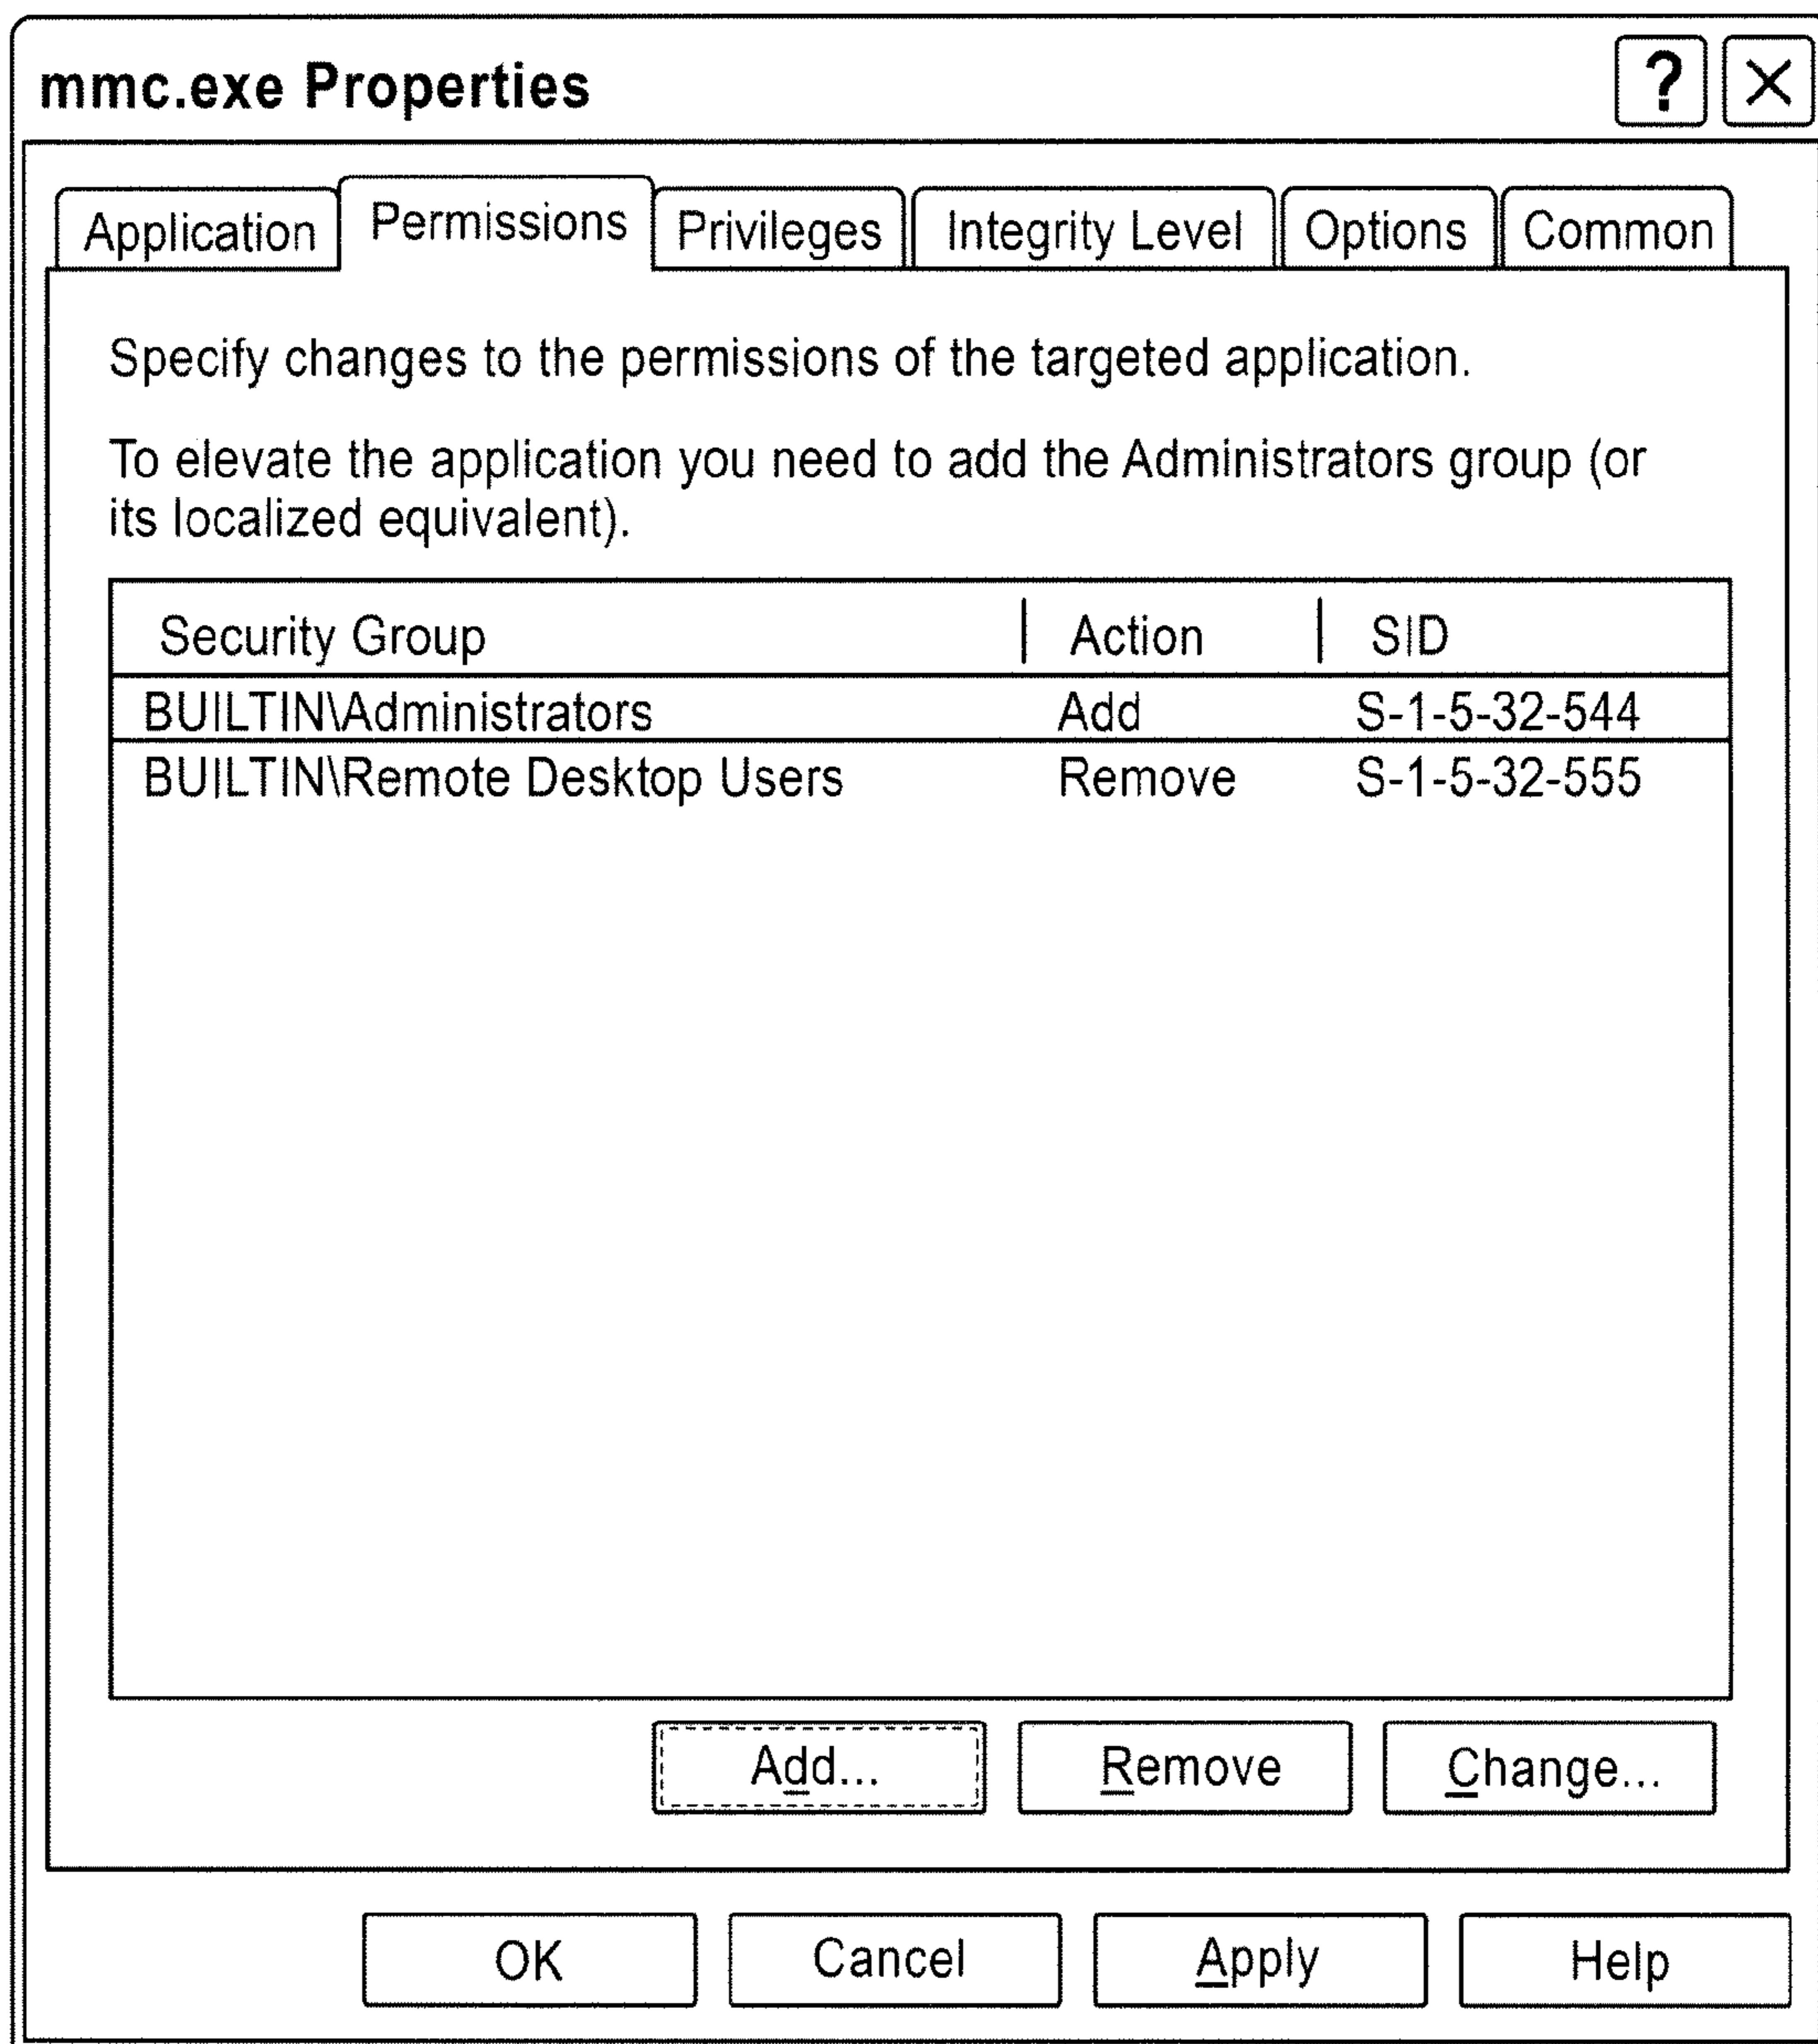 mmc.exe Properties ? X
Application Permissions Privileges Integrity Level Options Common
Specify changes to the permissions of the targeted application.
To elevate the application you need to add the Administrators group (or
its localized equivalent).
Security Group Action SID
BUILTIN\Administrators Add S-1-5-32-544
BUILTIN\Remote Desktop Users Remove S-1-5-32-555
Add... Remove Change...
OK Cancel Apply Help